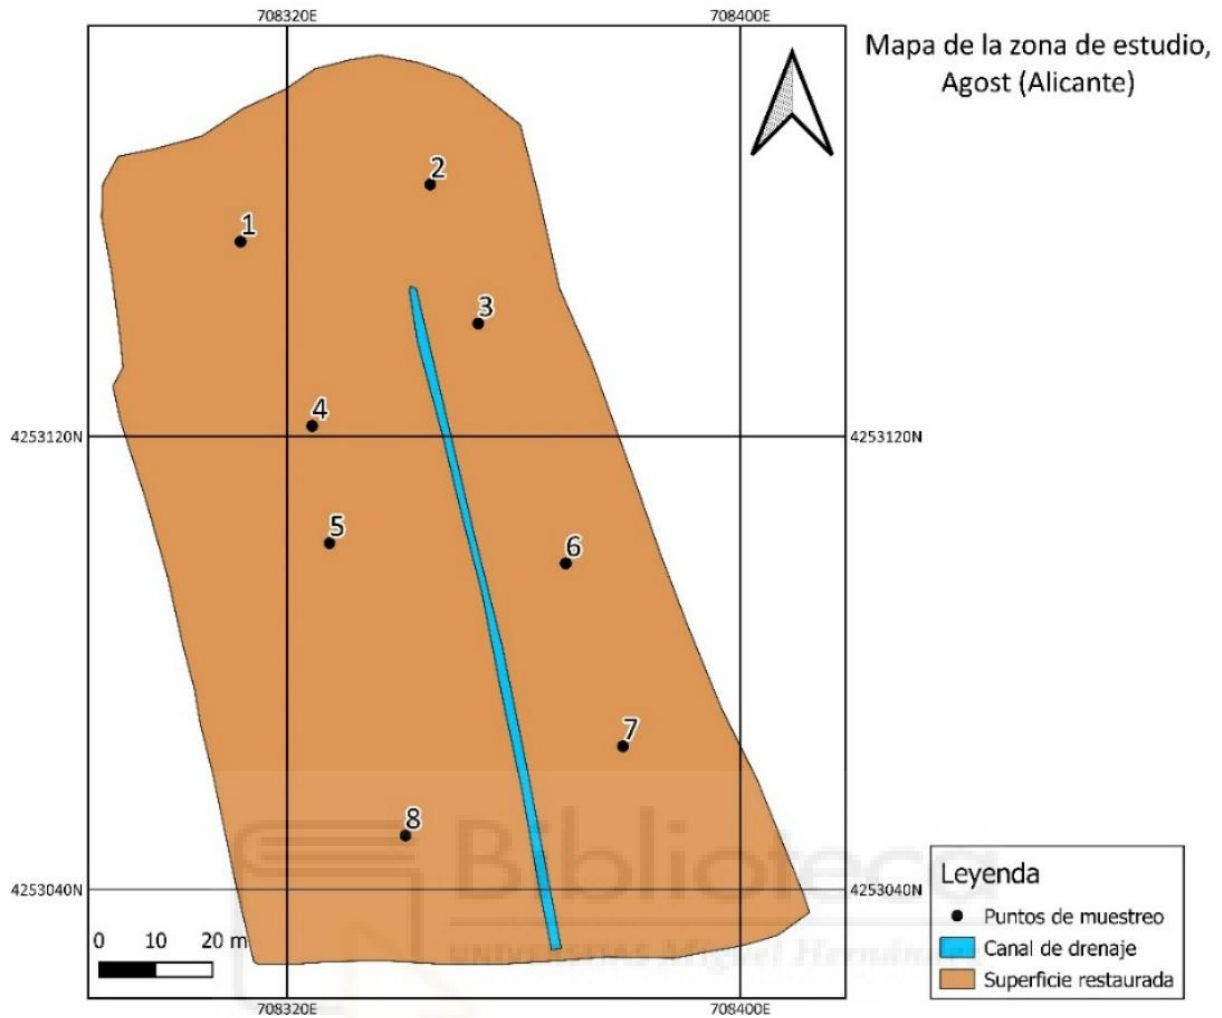 708320E
708400E
Mapa de la zona de estudio,
Agost (Alicante)
2
1
3
4
4253120N
4253120N
5
6
7
8
Biblioteca
UNIVERSITAS Miguel Hernández
4253040N
4253040N
0 10 20 m
Leyenda
Puntos de muestreo
Canal de drenaje
Superficie restaurada
708320E
708400E